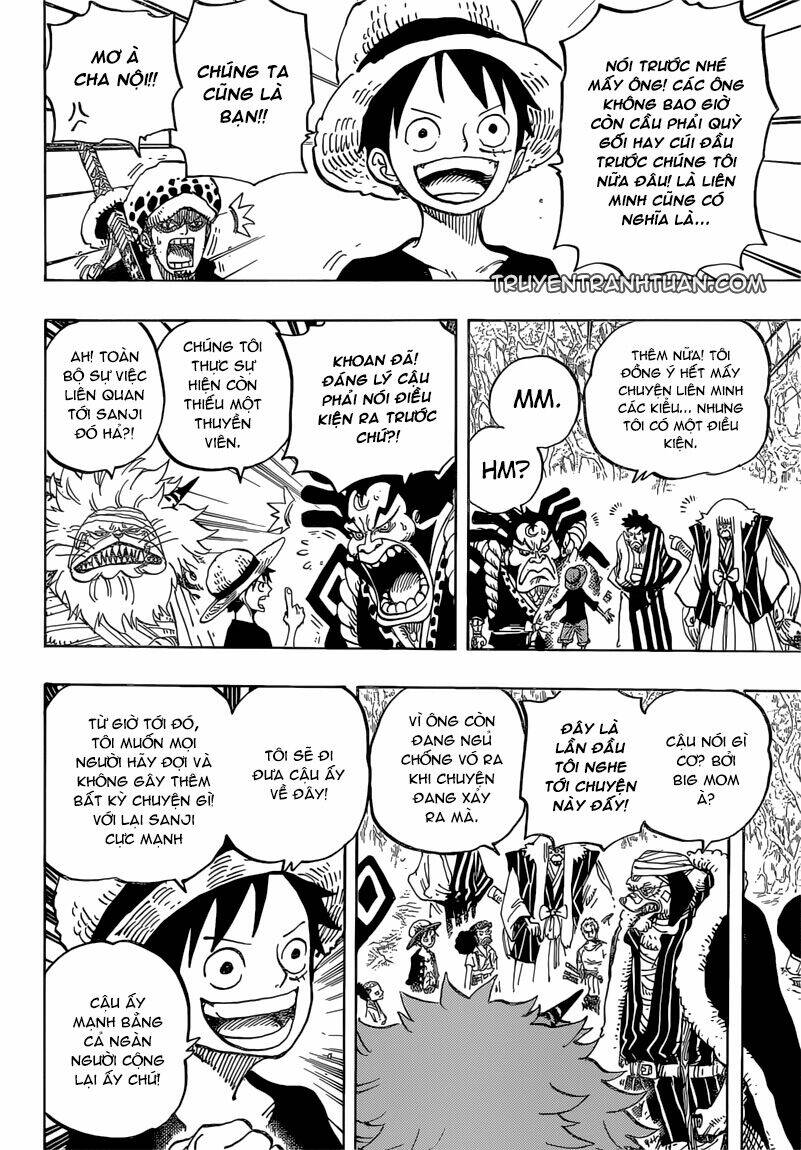 NÓI TRƯỚC NHÉ
MẤY ÔNG! CÁC ÔNG
KHÔNG BAO GIỜ
CÒN CẦU PHẢI QUỲ
GỐI HAY CÚI ĐẦU
TRƯỚC CHÚNG TÔI
NỮA ĐÂU! LÀ LIÊN
MINH CŨNG CÓ
NGHĨA LÀ...
CHÚNG TA
CŨNG LÀ
BẠN!!
MƠ À
CHA NỘI!!
TRUYENTRANHTUAN.COM
THÊM NỮA! TÔI
ĐỒNG Ý HẾT MẤY
CHUYỆN LIÊN MINH
CÁC KIỂU... NHƯNG
TÔI CÓ MỘT ĐIỀU
KIỆN.
MM.
HM?
KHOAN ĐÃ!
ĐÁNG LÝ CẬU
PHẢI NÓI ĐIỀU
KIỆN RA TRƯỚC
CHỨ?!
CHÚNG TÔI
THỰC SỰ
HIỆN CÒN
THIẾU MỘT
THUYỀN
VIÊN.
AH! TOÀN
BỘ SỰ VIỆC
LIÊN QUAN
TỚI SANJI
ĐÓ HẢ?!
CẬU NÓI GÌ
CƠ? BỞI
BIG MOM
À?
ĐÂY LÀ
LẦN ĐẦU
TÔI NGHE
TỚI CHUYỆN
NÀY ĐẤY!
VÌ ÔNG CÒN
ĐANG NGỦ
CHỔNG VÓ RA
KHI CHUYỆN
ĐANG XẢY
RA MÀ.
TÔI SẼ ĐI
ĐƯA CẬU ẤY
VỀ ĐÂY!
TỪ GIỜ TỚI ĐÓ,
TÔI MUỐN MỌI
NGƯỜI HÃY ĐỢI VÀ
KHÔNG GÂY THÊM
BẤT KỲ CHUYỆN GÌ!
VỚI LẠI SANJI
CỰC MẠNH
CẬU ẤY
MẠNH BẰNG
CẢ NGÀN
NGƯỜI CỘNG
LẠI ẤY CHỨ!